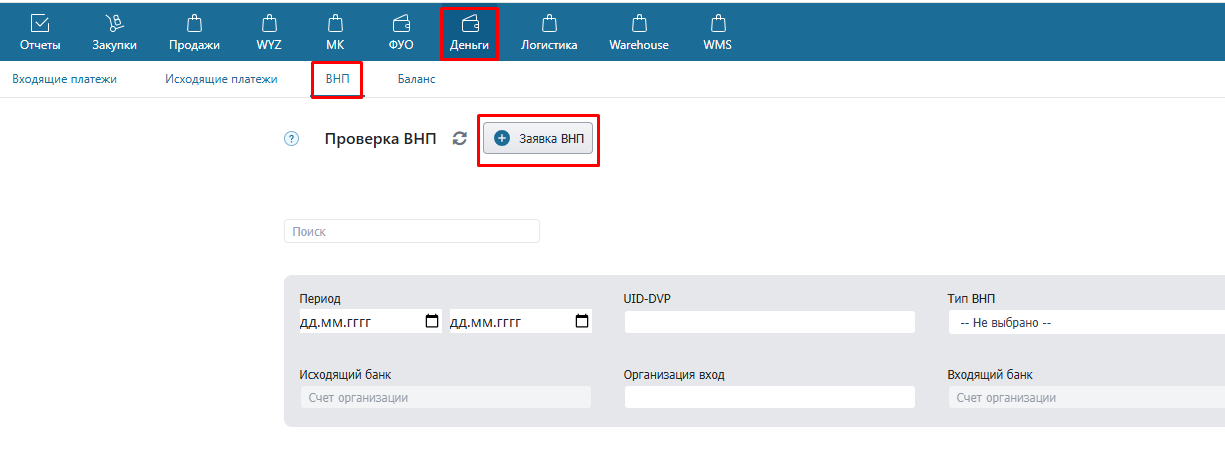 Отчеты Закупки Продажи WYZ МК ФУО Деньги Логистика Warehouse WMS
Входящие платежи Исходящие платежи ВНП Баланс
? Проверка ВНП Заявка ВНП
Поиск
Период UID-DVP Тип ВНП
дд.мм.гггг дд.мм.гггг -- Не выбрано --
Исходящий банк Организация вход Входящий банк
Счет организации Счет организации